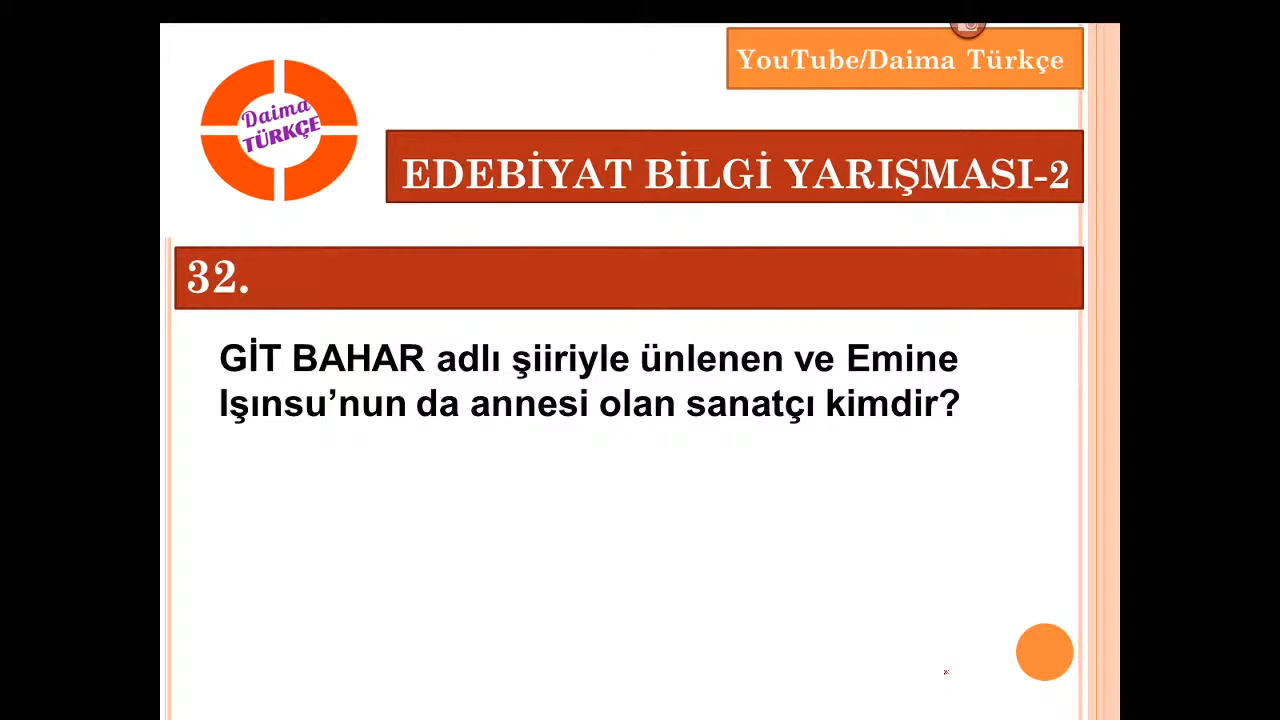 YouTube/Daima Türkçe
Daima
TÜRKÇE
EDEBİYAT BİLGİ YARIŞMASI-2
32.
GİT BAHAR adlı şiiriyle ünlenen ve Emine
Işınsu’nun da annesi olan sanatçı kimdir?